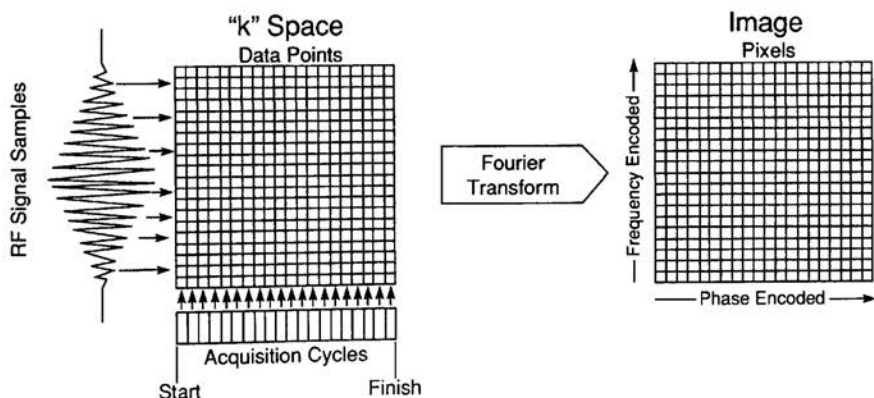 “k” Space
Data Points
RF Signal Samples
Acquisition Cycles
Start
Finish
Fourier
Transform
Image
Pixels
Frequency Encoded
Phase Encoded